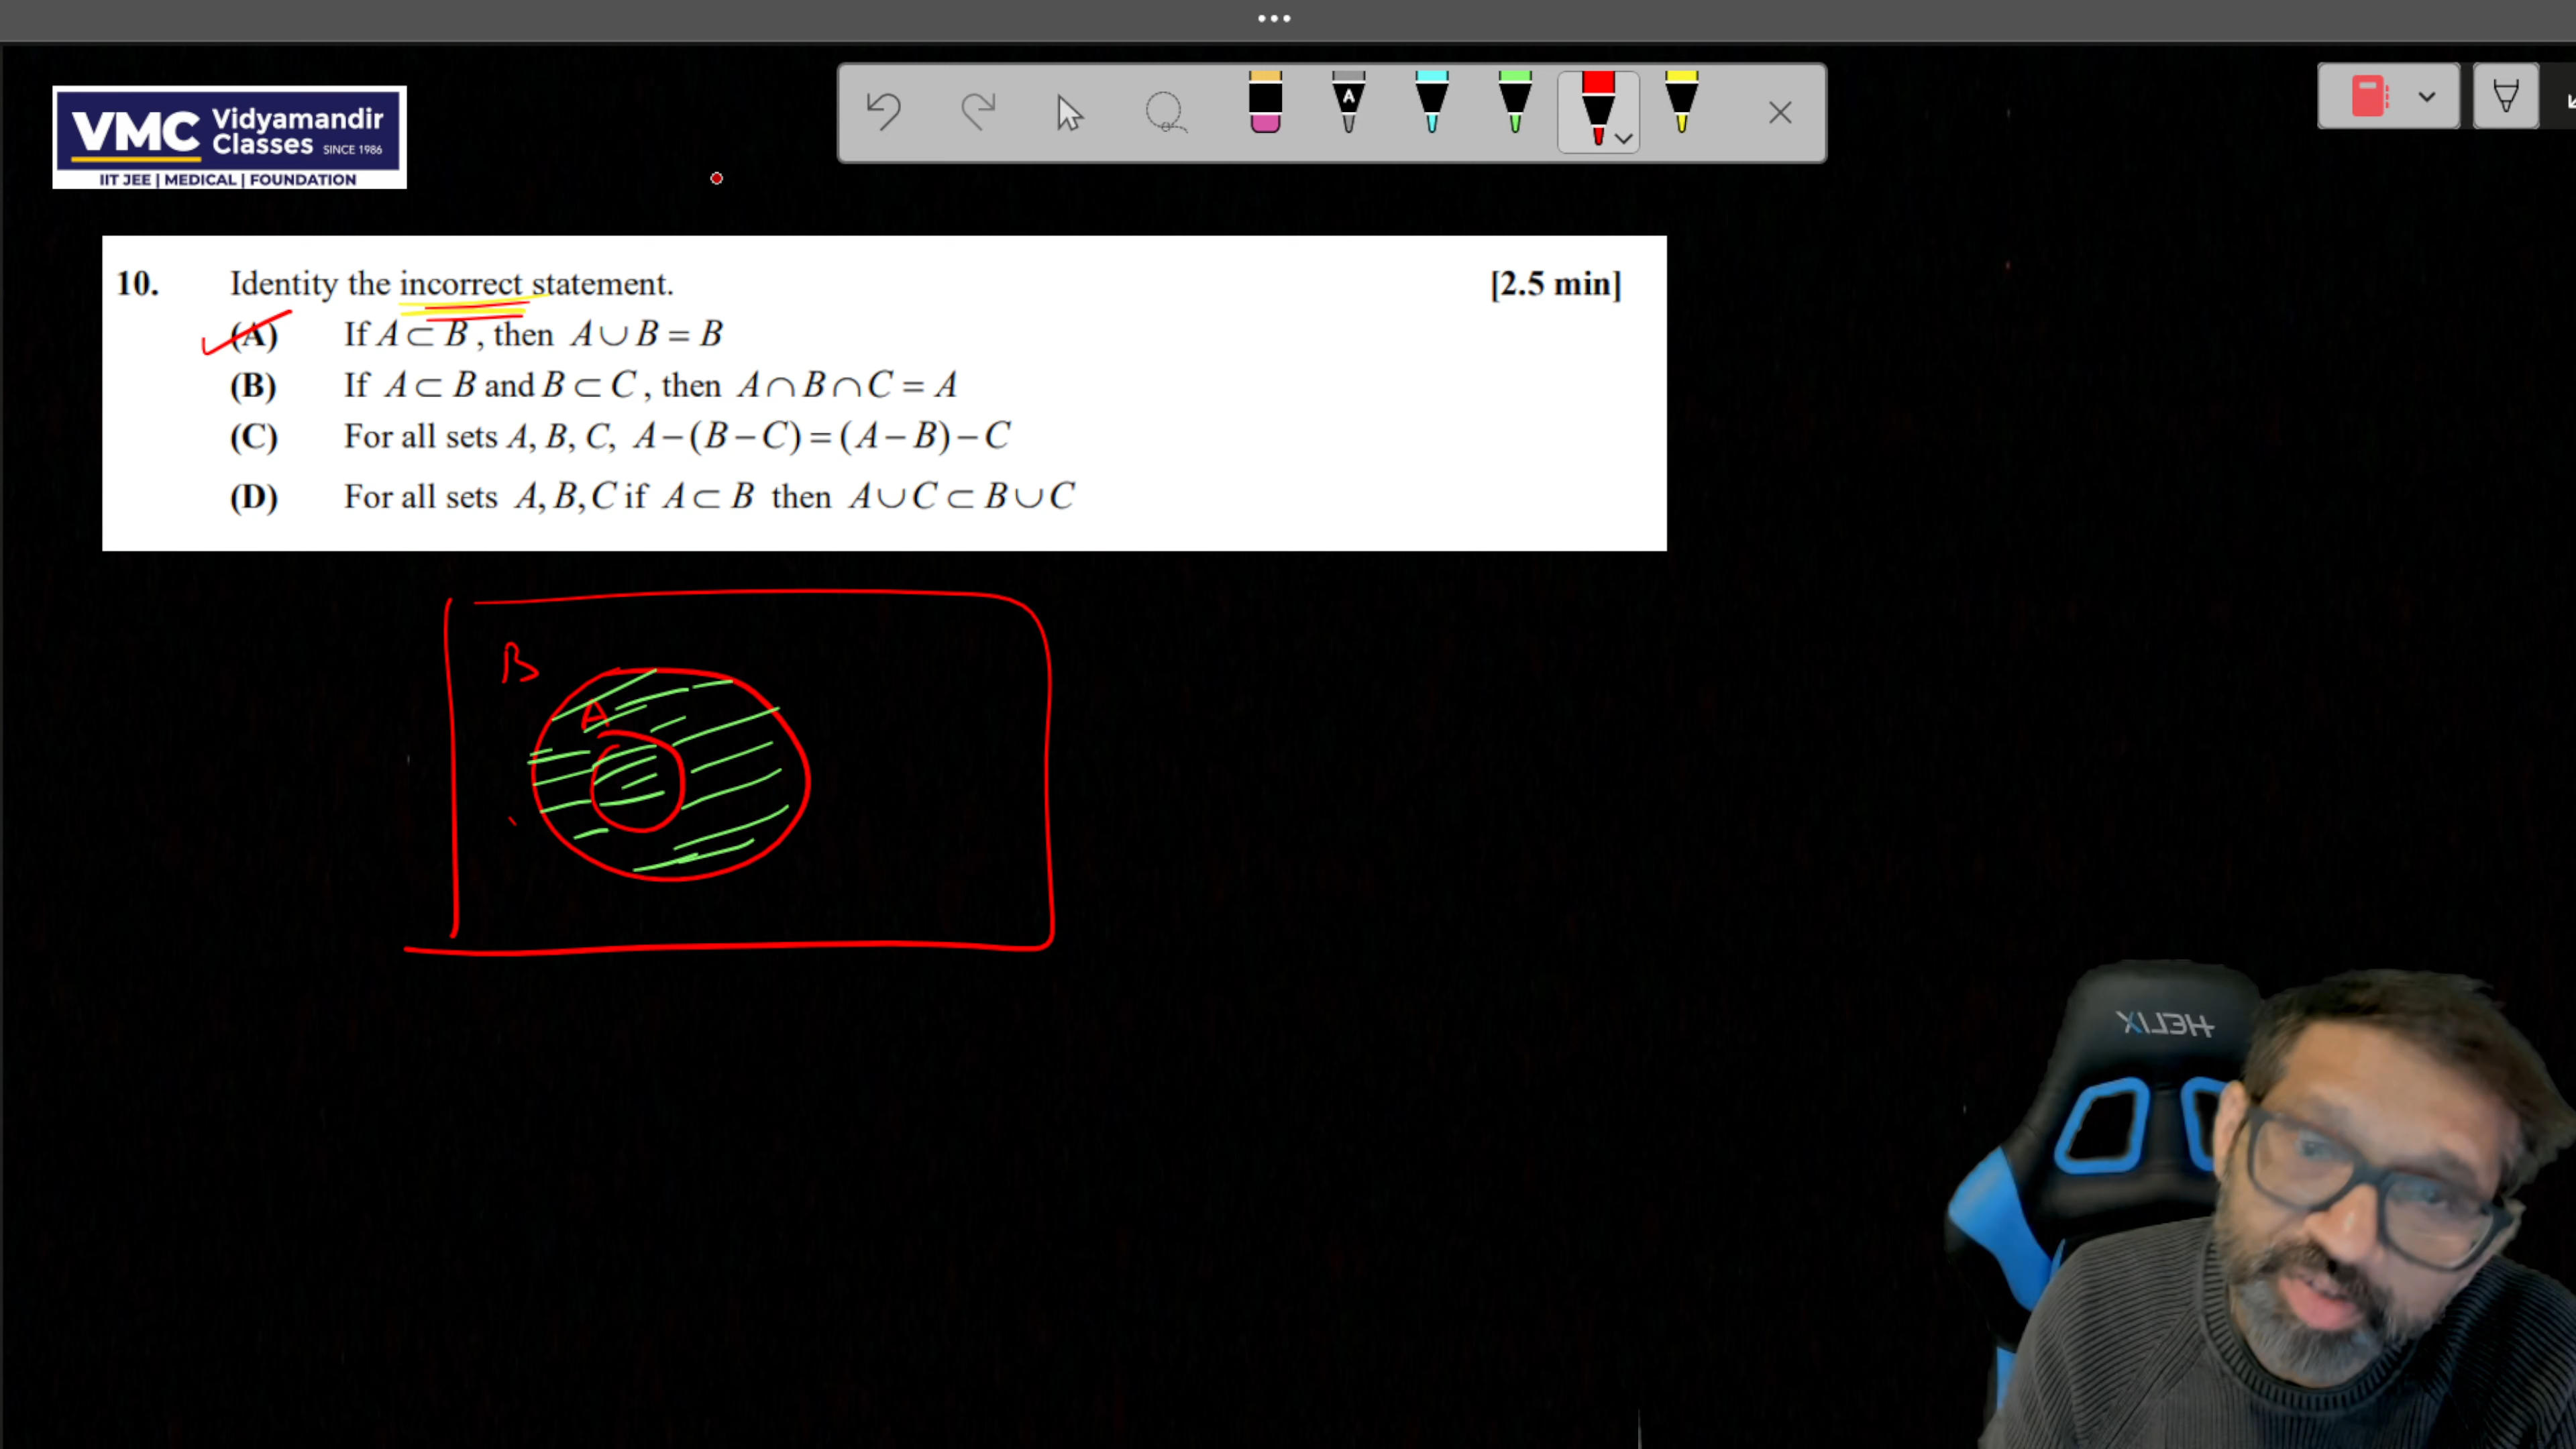 VMC Vidyamandir Classes SINCE 1986
IIT JEE | MEDICAL | FOUNDATION
A
10. Identity the incorrect statement. [2.5 min]
(A) If A ⊂ B , then A ∪ B = B
(B) If A ⊂ B and B ⊂ C , then A ∩ B ∩ C = A
(C) For all sets A, B, C, A − (B − C) = (A − B) − C
(D) For all sets A, B, C if A ⊂ B then A ∪ C ⊂ B ∪ C
B
A
HELIX